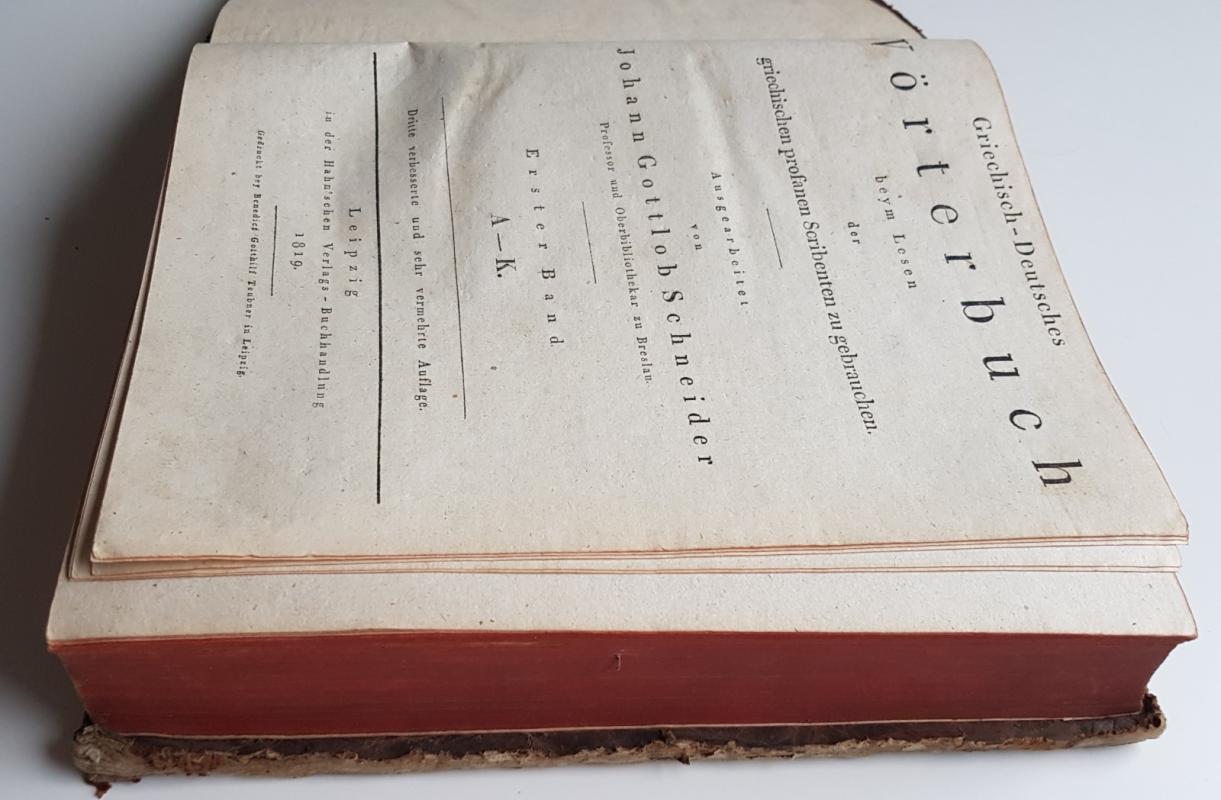 Griechisch-Deutsches
Wörterbuch
beym Lesen
der
griechischen profanen Scribenten zu gebrauchen.
Ausgearbeitet
von
Johann Gottlob Schneider
Professor und Oberbibliothekar zu Breslau.
Erster Band
A—K.
Dritte verbesserte und sehr vermehrte Auflage.
Leipzig
in der Hahn'schen Verlags-Buchhandlung
1819.
Gedruckt bey Benedict Gotthilf Teubner in Leipzig.